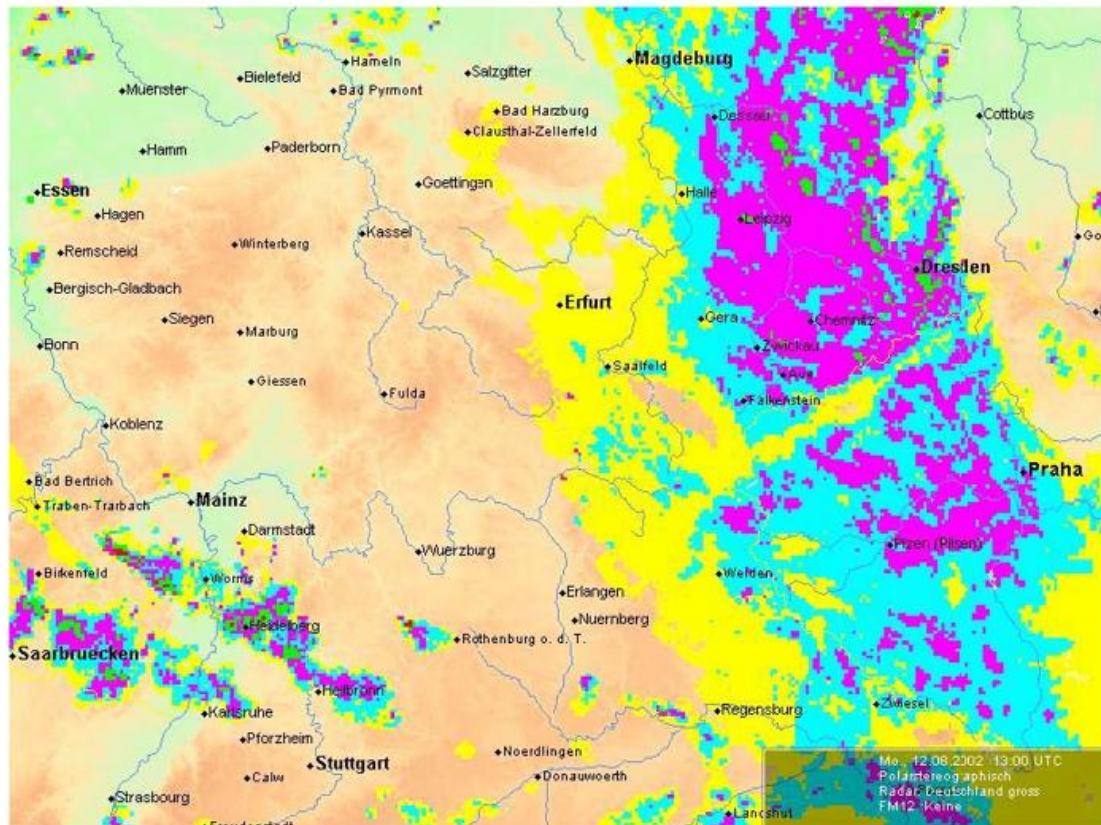 Hameln
Magdeburg
Bielefeld
Salzgitter
Muenster
Bad Pyrmont
Bad Harzburg
Dessau
Cottbus
Clausthal-Zellerfeld
Hamm
Paderborn
Essen
Goettingen
Halle
Hagen
Leipzig
Kassel
Go
Winterberg
Remscheid
Dresden
Bergisch-Gladbach
Erfurt
Siegen
Gera
Chemnitz
Marburg
Bonn
Zwickau
Saalfeld
Aue
Giessen
Fulda
Falkenstein
Koblenz
Praha
Bad Bertrich
Mainz
Traben-Trarbach
Darmstadt
Plzen (Pilsen)
Wuerzburg
Birkenfeld
Worms
Weiden
Erlangen
Nuernberg
Heidelberg
Rothenburg o. d. T.
Saarbruecken
Heilbronn
Zwiesel
Karlsruhe
Regensburg
Pforzheim
Noerdlingen
Stuttgart
Calw
Donauwoerth
Strasbourg
Landshut
Freudenstadt
Mo., 12.08.2002 13:00 UTC
Polarstereographisch
Radar: Deutschland gross
FM12: Keine